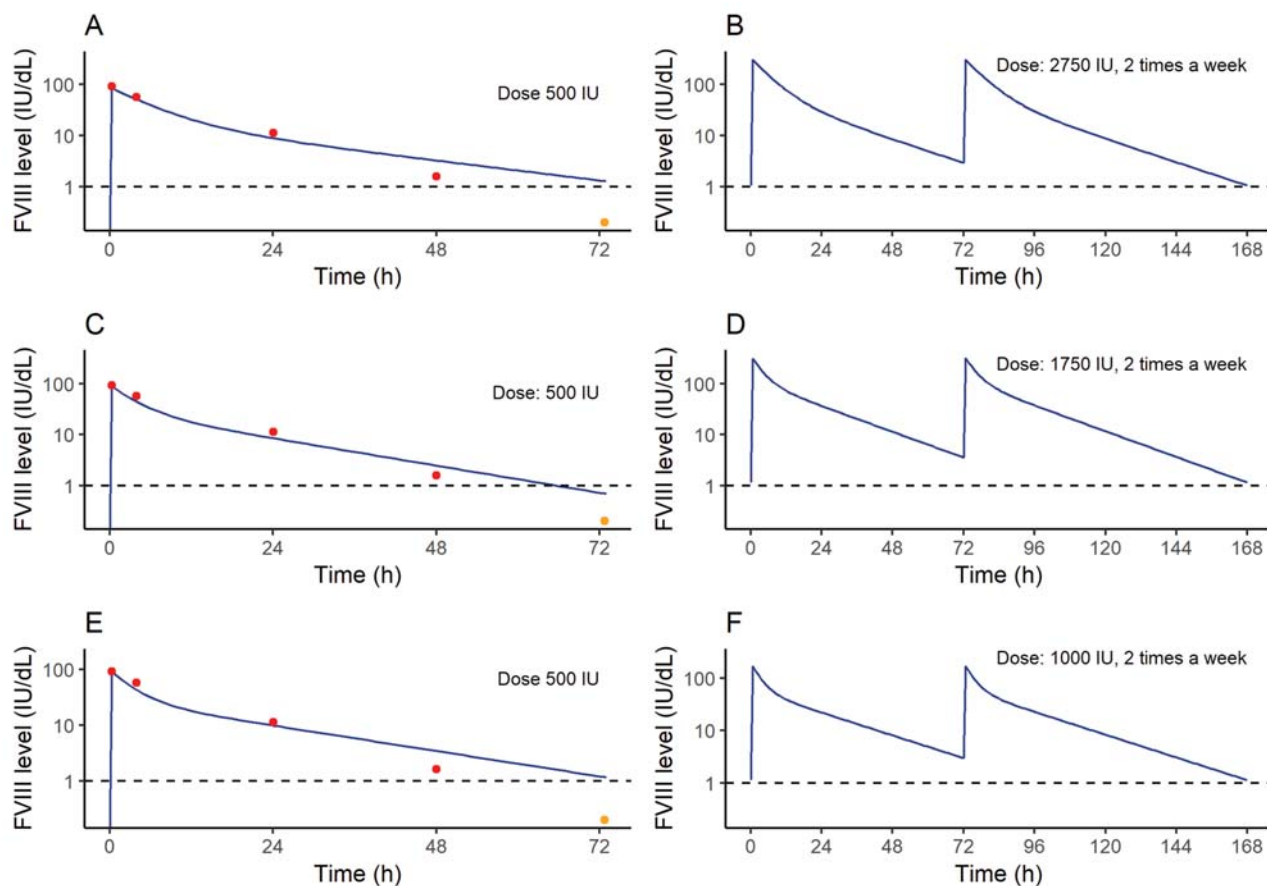 A
FVIII level (IU/dL)
100
10
1
Dose 500 IU
0
24
48
72
Time (h)
B
FVIII level (IU/dL)
100
10
1
Dose: 2750 IU, 2 times a week
0
24
48
72
96
120
144
168
Time (h)
C
FVIII level (IU/dL)
100
10
1
Dose: 500 IU
0
24
48
72
Time (h)
D
FVIII level (IU/dL)
100
10
1
Dose: 1750 IU, 2 times a week
0
24
48
72
96
120
144
168
Time (h)
E
FVIII level (IU/dL)
100
10
1
Dose 500 IU
0
24
48
72
Time (h)
F
FVIII level (IU/dL)
100
10
1
Dose: 1000 IU, 2 times a week
0
24
48
72
96
120
144
168
Time (h)